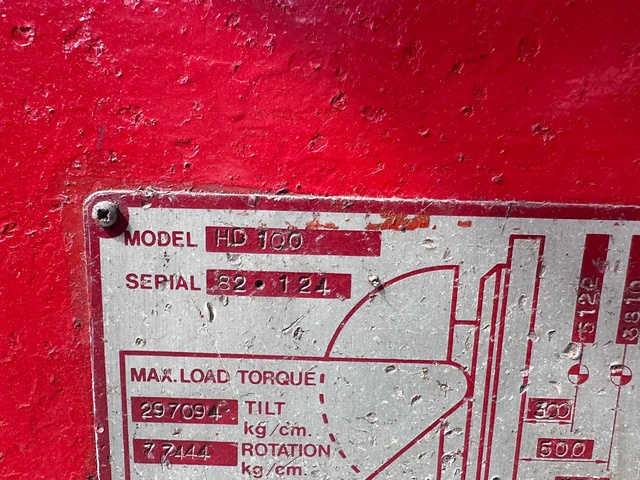 MODEL HD 100
SERIAL 82•124
MAX.LOAD TORQUE
297094 TILT
kg/cm.
77444 ROTATION
kg/cm.
5122
300
500